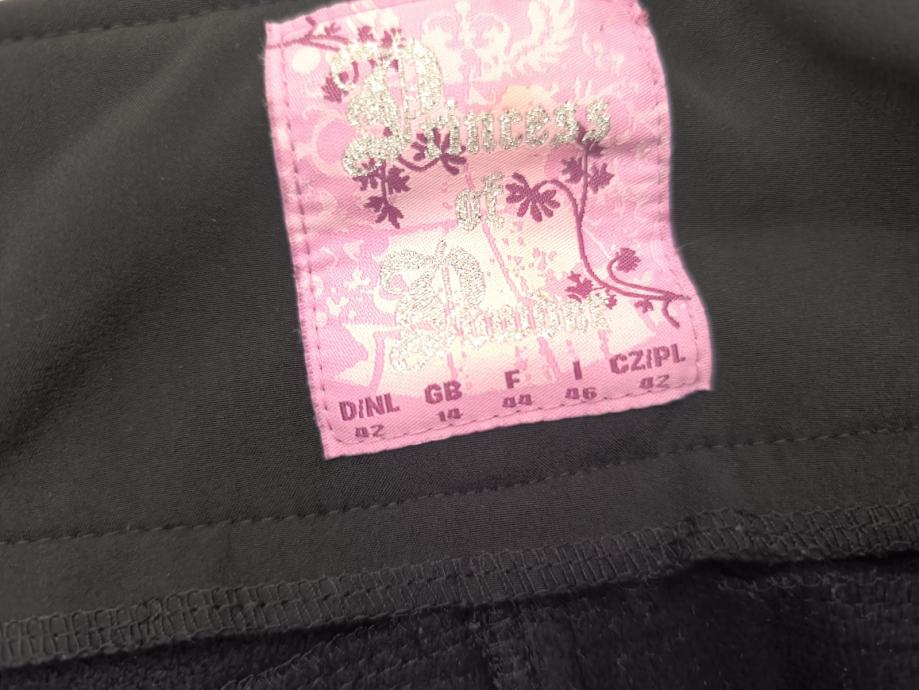 Princess
of
D/NL GB F I CZ/PL
42 14 44 46 42